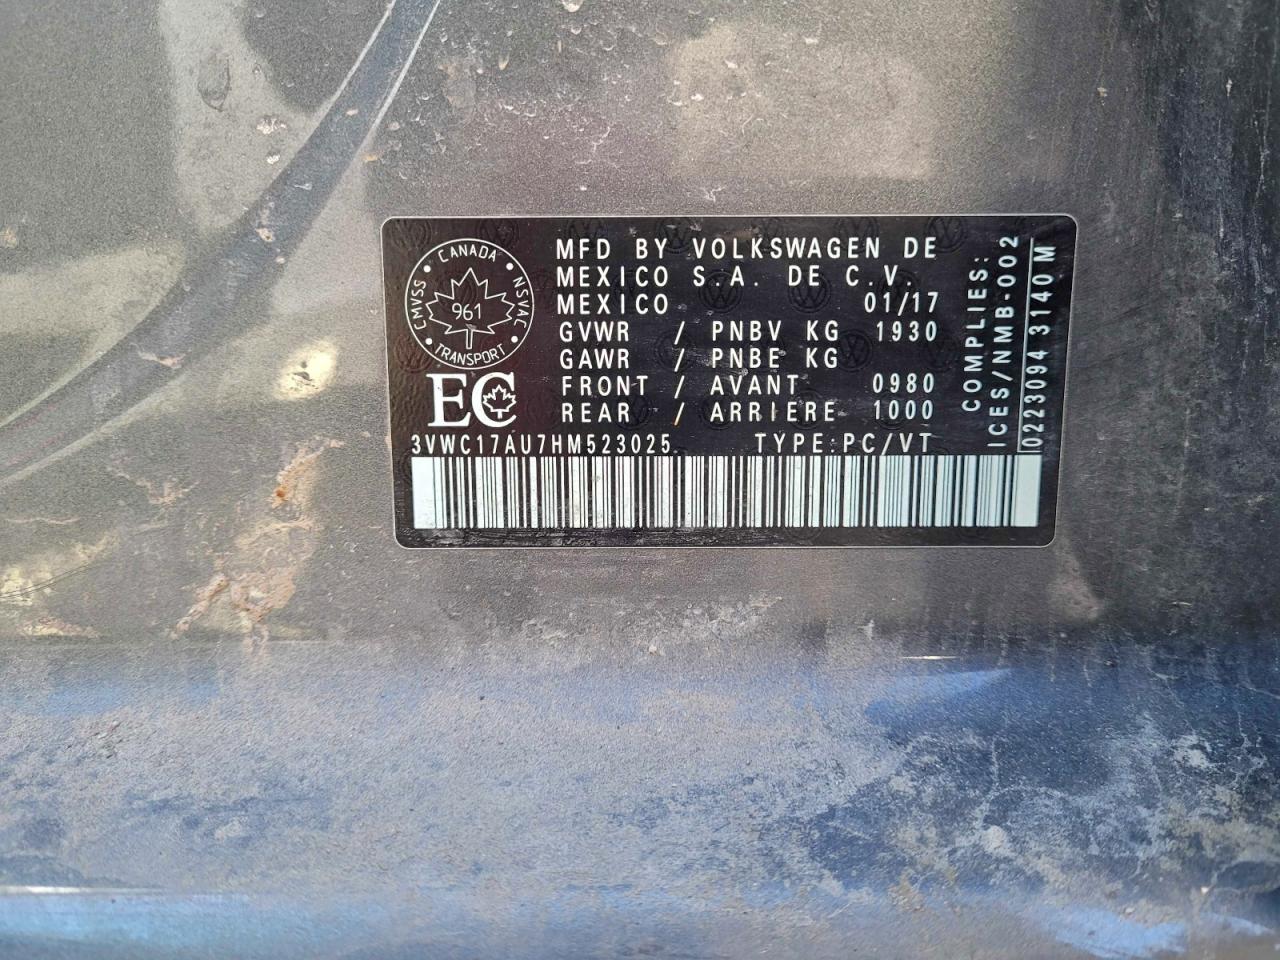 CANADA
CMVSS
NSVAC
961
TRANSPORT
EC
MFD BY VOLKSWAGEN DE
MEXICO S.A. DE C.V.
MEXICO 01/17
GVWR / PNBV KG 1930
GAWR / PNBE KG
FRONT / AVANT 0980
REAR / ARRIERE 1000
3VWC17AU7HM523025 TYPE:PC/VT
COMPLIES:
ICES/NMB-002
0223094 3140 M